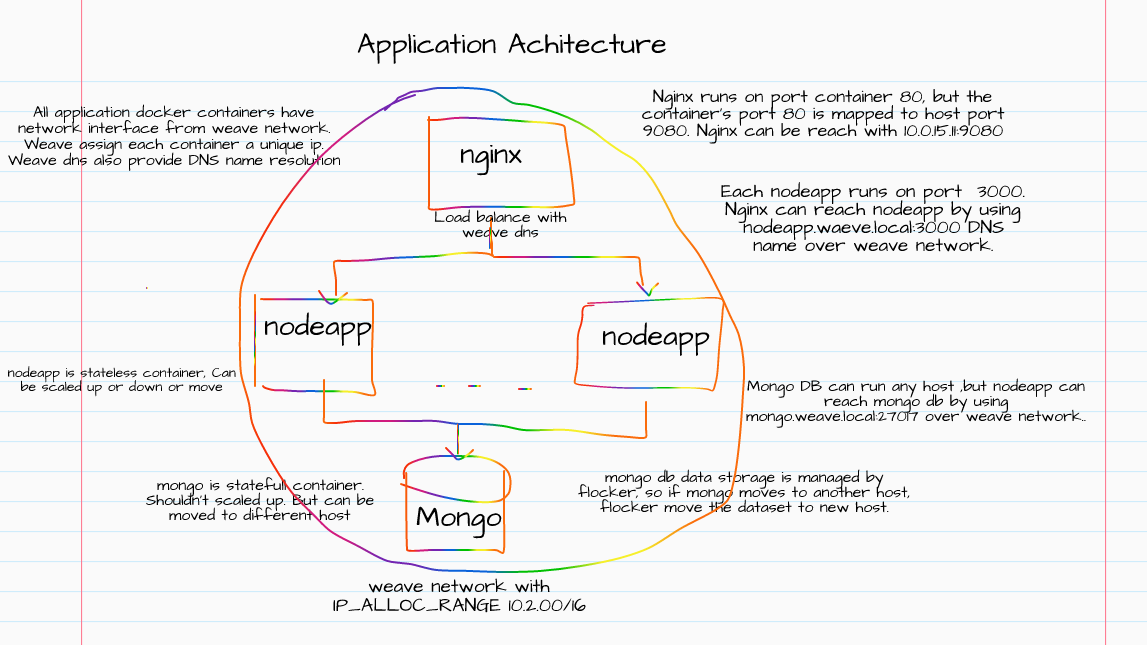 Application Achitecture
All application docker containers have
network interface from weave network.
Weave assign each container a unique ip.
Weave dns also provide DNS name resolution
Nginx runs on port container 80, but the
container's port 80 is mapped to host port
9080. Nginx can be reach with 10.0.15.11:9080
nginx
Load balance with
weave dns
Each nodeapp runs on port 3000.
Nginx can reach nodeapp by using
nodeapp.waeve.local:3000 DNS
name over weave network.
nodeapp
nodeapp
nodeapp is stateless container, Can
be scaled up or down or move
Mongo DB can run any host ,but nodeapp can
reach mongo db by using
mongo.weave.local:27017 over weave network..
mongo is statefull container.
Shouldn't scaled up. But can be
moved to different host
mongo db data storage is managed by
flocker, so if mongo moves to another host,
flocker move the dataset to new host.
Mongo
weave network with
IP_ALLOC_RANGE 10.2.00/16